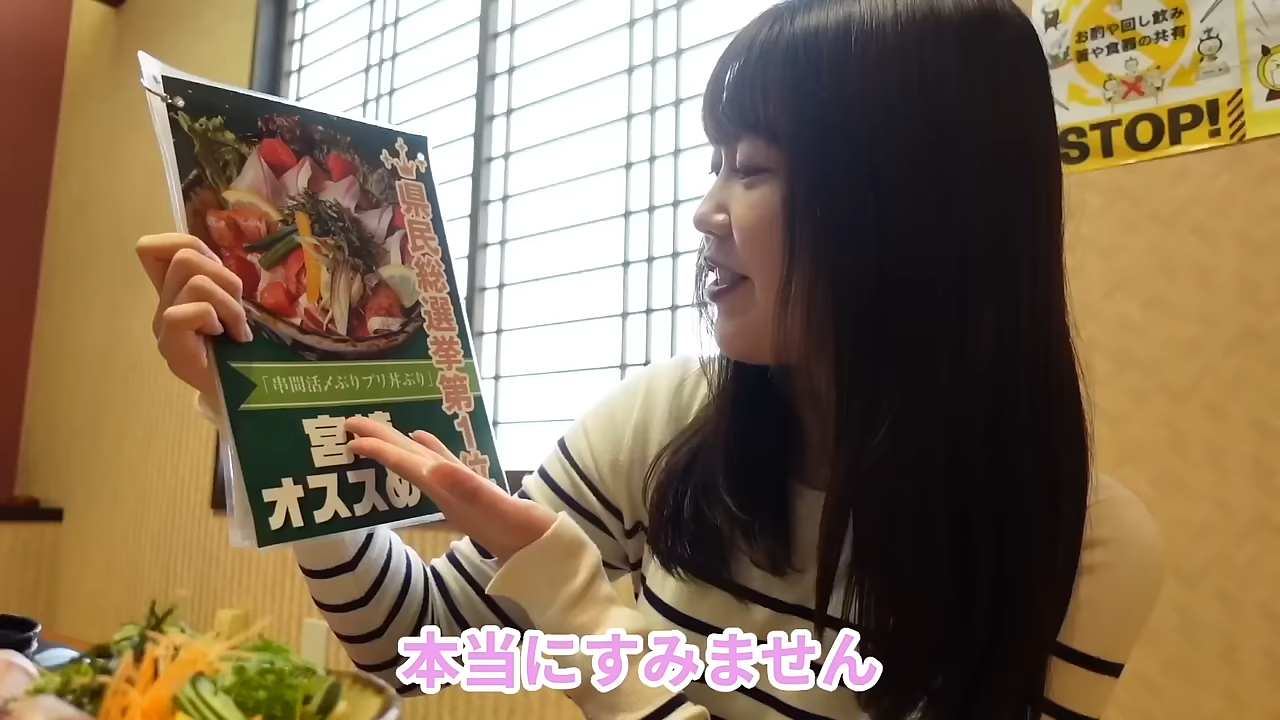 県民総選挙第1位
「串間活〆ぶりプリ丼ぶり」
宮崎
オススめ
お酌や回し飲み
箸や食器の共有
STOP!
本当にすみません